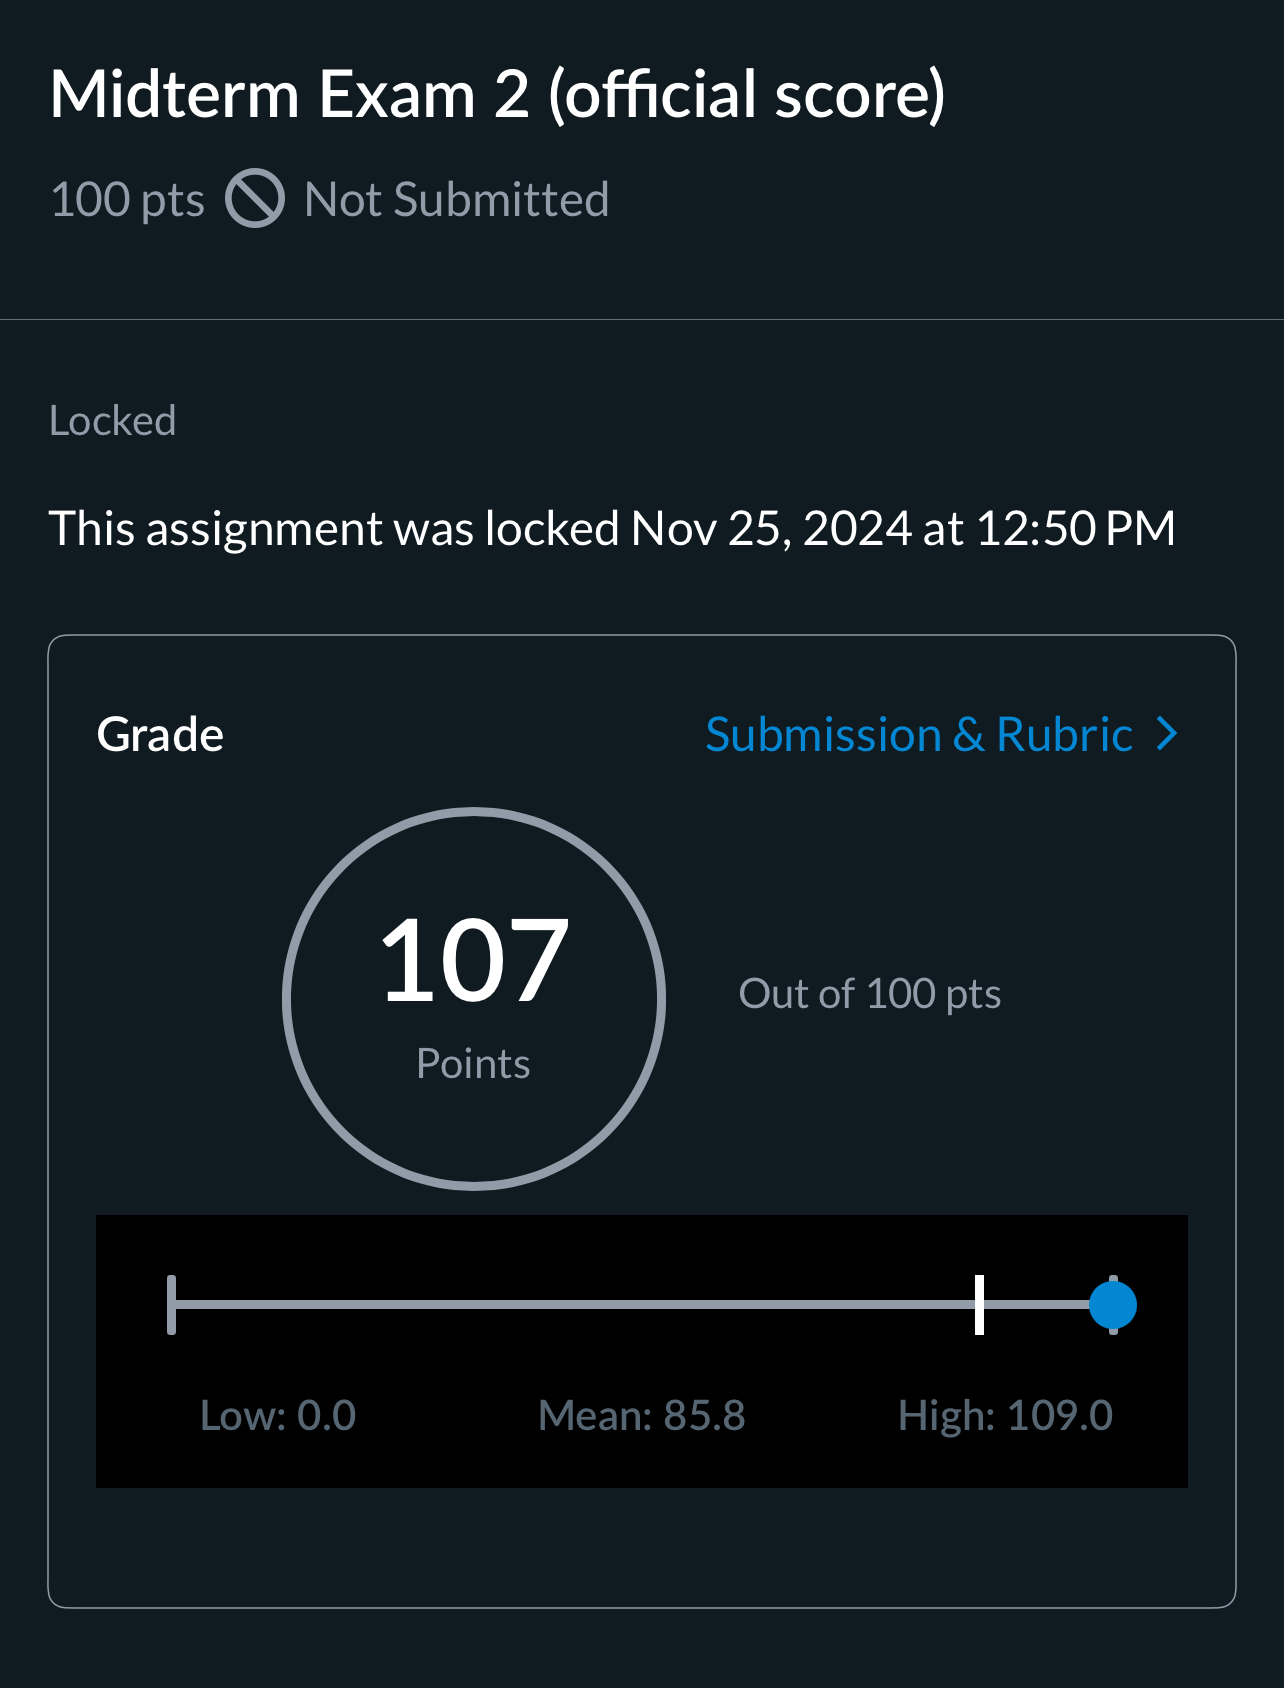 Midterm Exam 2 (official score)
100 pts Not Submitted
Locked
This assignment was locked Nov 25, 2024 at 12:50 PM
Grade Submission & Rubric
107
Points
Out of 100 pts
Low: 0.0 Mean: 85.8 High: 109.0